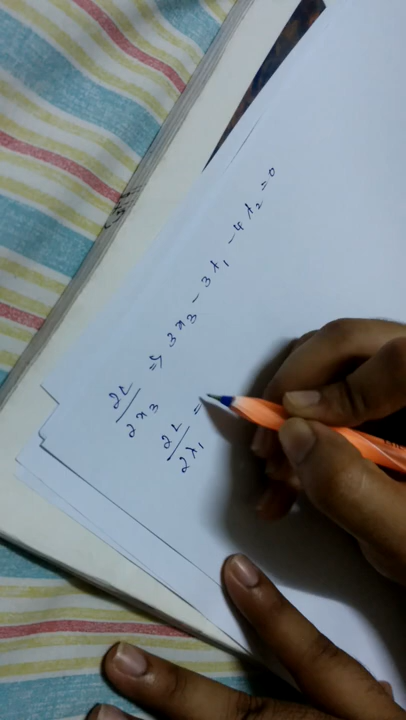 ∂L/∂x₃ ⇒ 3x₃ - 3λ₁ - 4λ₂ = 0
∂L/∂λ₁ =